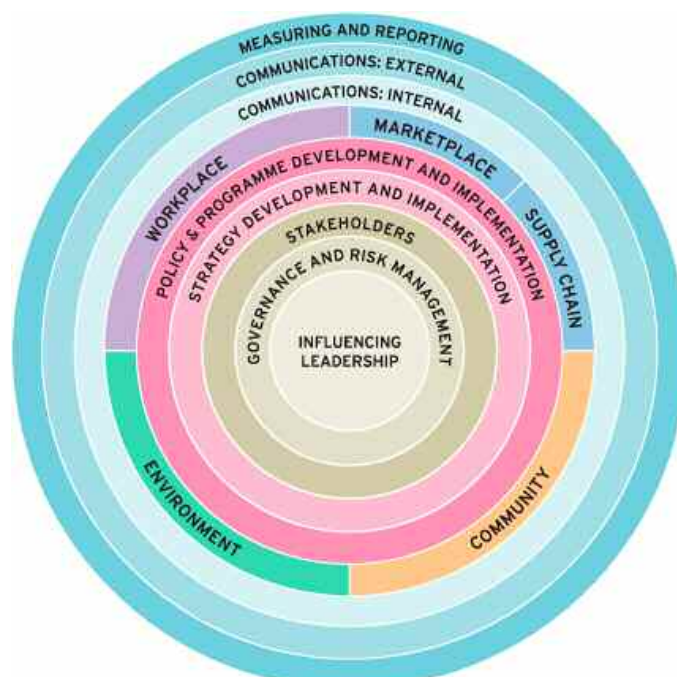 MEASURING AND REPORTING
COMMUNICATIONS: EXTERNAL
COMMUNICATIONS: INTERNAL
WORKPLACE
MARKETPLACE
SUPPLY CHAIN
POLICY & PROGRAMME DEVELOPMENT AND IMPLEMENTATION
STRATEGY DEVELOPMENT AND IMPLEMENTATION
STAKEHOLDERS
GOVERNANCE AND RISK MANAGEMENT
INFLUENCING
LEADERSHIP
ENVIRONMENT
COMMUNITY